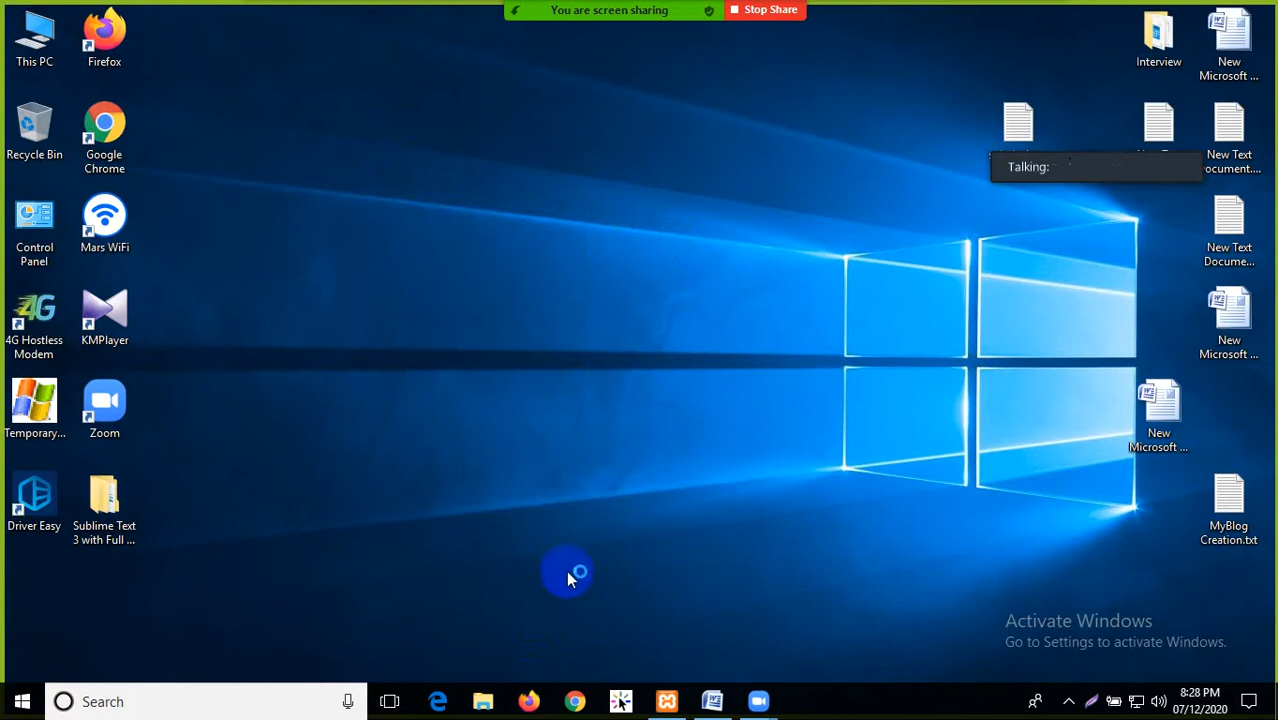 You are screen sharing
Stop Share
This PC
Firefox
Interview
New
Microsoft ...
Recycle Bin
Google
Chrome
Talking:
New Text
Document....
Control
Panel
Mars WiFi
New Text
Docume...
4G Hostless
Modem
KMPlayer
New
Microsoft ...
Temporary...
Zoom
New
Microsoft ...
Driver Easy
Sublime Text
3 with Full ...
MyBlog
Creation.txt
Activate Windows
Go to Settings to activate Windows.
Search
8:28 PM
07/12/2020